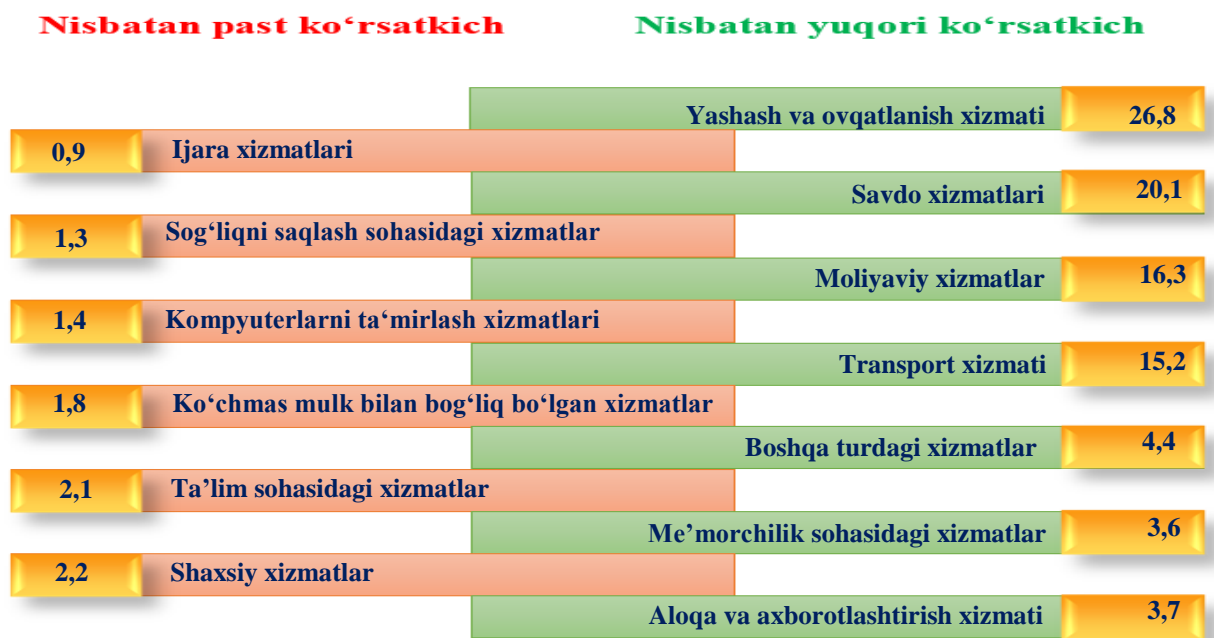 Nisbatan past ko‘rsatkich Nisbatan yuqori ko‘rsatkich
Yashash va ovqatlanish xizmati 26,8
0,9 Ijara xizmatlari
Savdo xizmatlari 20,1
1,3 Sog‘liqni saqlash sohasidagi xizmatlar
Moliyaviy xizmatlar 16,3
1,4 Kompyuterlarni ta‘mirlash xizmatlari
Transport xizmati 15,2
1,8 Ko‘chmas mulk bilan bog‘liq bo‘lgan xizmatlar
Boshqa turdagi xizmatlar 4,4
2,1 Ta’lim sohasidagi xizmatlar
Me’morchilik sohasidagi xizmatlar 3,6
2,2 Shaxsiy xizmatlar
Aloqa va axborotlashtirish xizmati 3,7